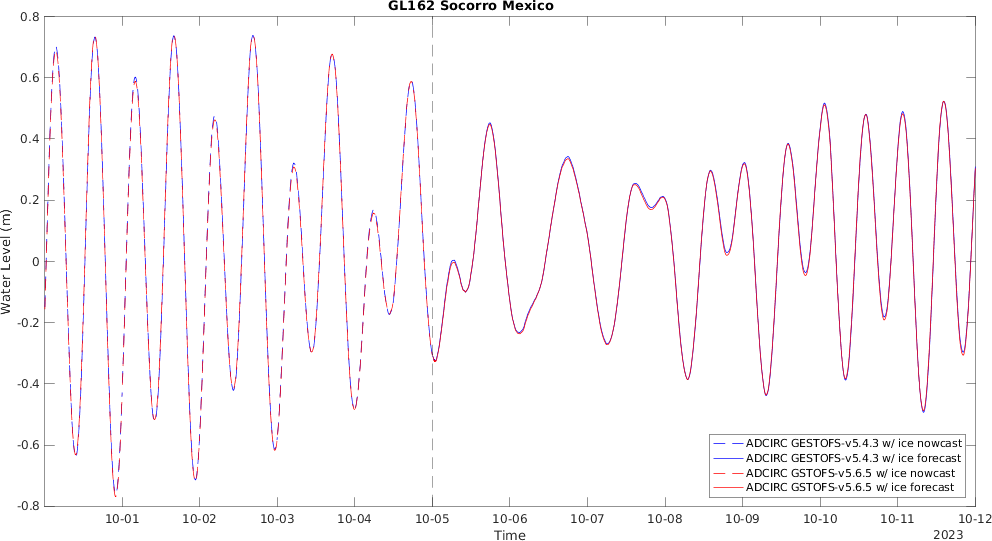 GL162 Socorro Mexico
0.8
0.6
0.4
0.2
0
-0.2
-0.4
-0.6
-0.8
Water Level (m)
ADCIRC GESTOFS-v5.4.3 w/ ice nowcast
ADCIRC GESTOFS-v5.4.3 w/ ice forecast
ADCIRC GSTOFS-v5.6.5 w/ ice nowcast
ADCIRC GSTOFS-v5.6.5 w/ ice forecast
10-01 10-02 10-03 10-04 10-05 10-06 10-07 10-08 10-09 10-10 10-11 10-12
Time
2023